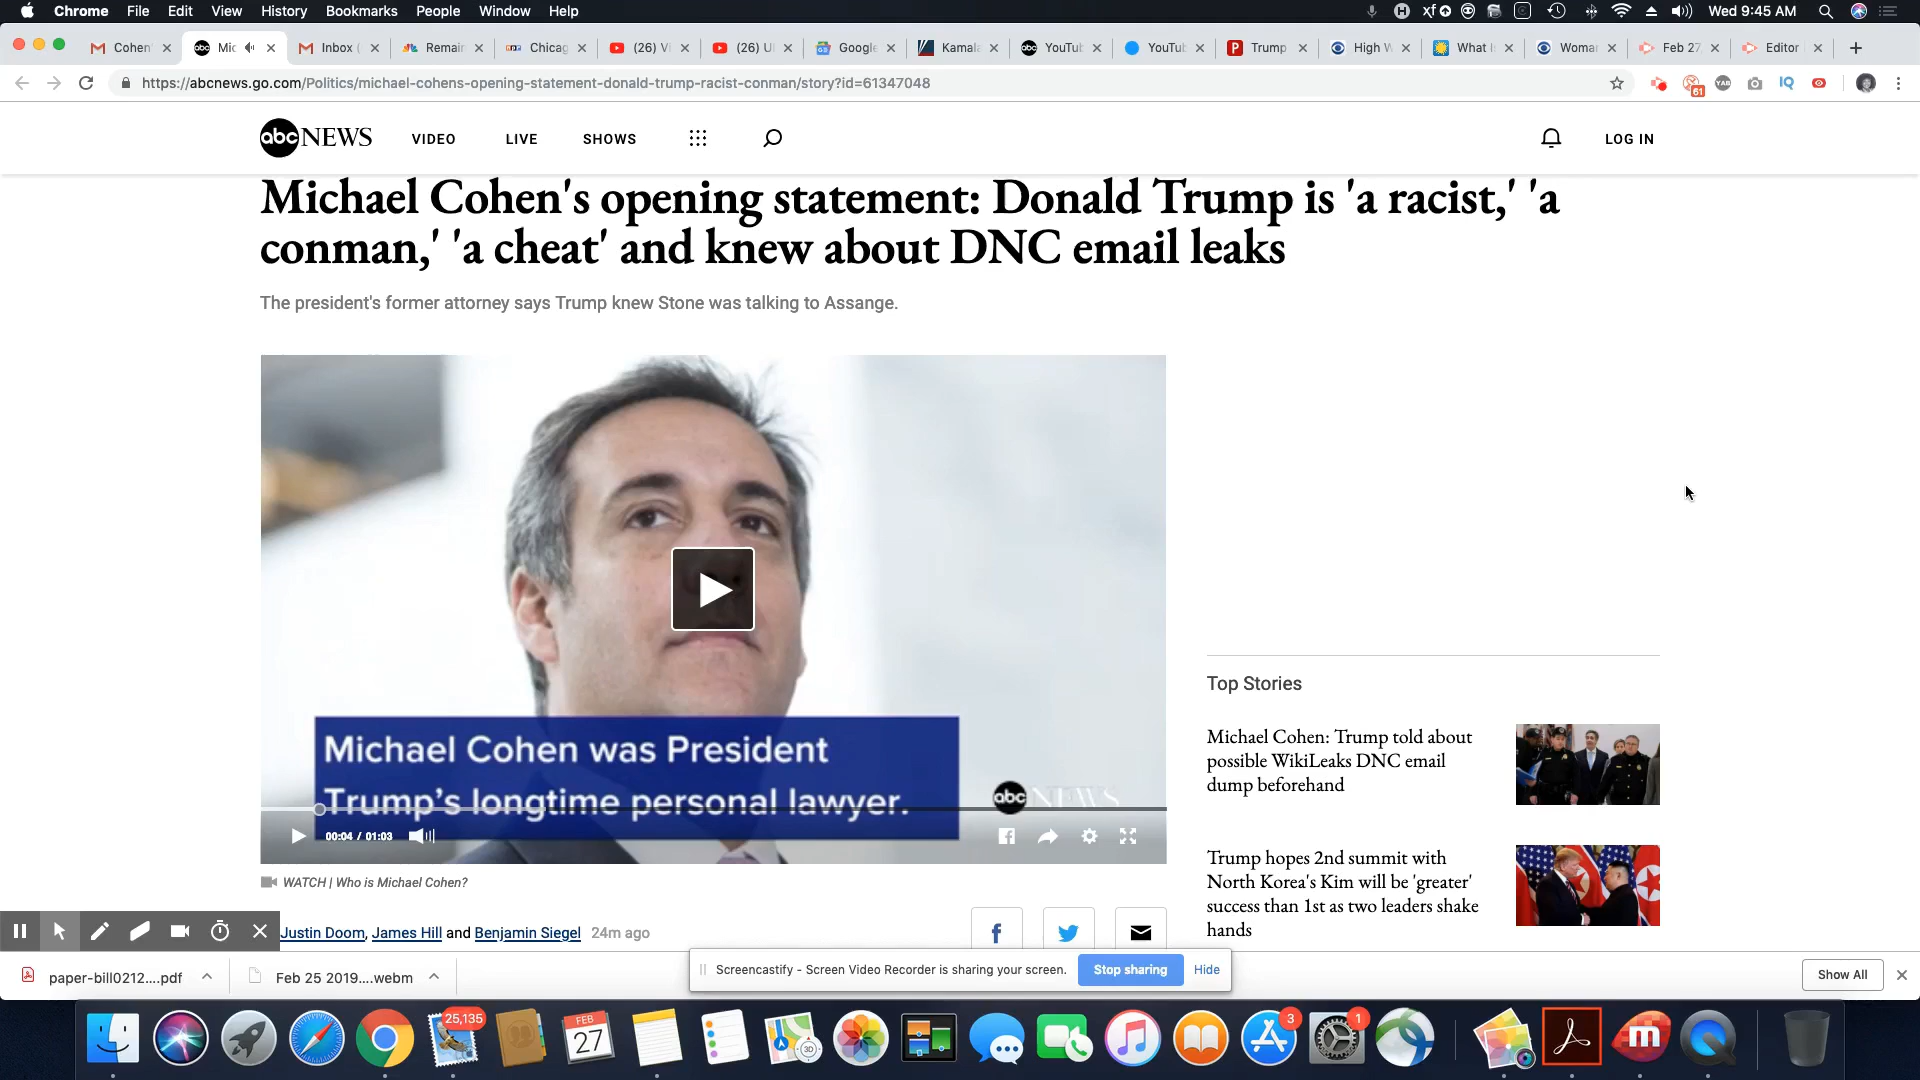 Chrome File Edit View History Bookmarks People Window Help
Wed 9:45 AM
Cohen
Inbox
Remain
Chicag
(26)
(26) U
Google
Kamala
YouTub
YouTub
Trump
High
What
Woma
Feb 27,
Editor
https://abcnews.go.com/Politics/michael-cohens-opening-statement-donald-trump-racist-conman/story?id=61347048
61
abc NEWS VIDEO LIVE SHOWS LOG IN
Michael Cohen's opening statement: Donald Trump is 'a racist,' 'a
conman,' 'a cheat' and knew about DNC email leaks
The president's former attorney says Trump knew Stone was talking to Assange.
Michael Cohen was President
Trump's longtime personal lawyer.
abc NEWS
00:04 / 01:03
WATCH | Who is Michael Cohen?
Justin Doom, James Hill and Benjamin Siegel 24m ago
Top Stories
Michael Cohen: Trump told about
possible WikiLeaks DNC email
dump beforehand
Trump hopes 2nd summit with
North Korea's Kim will be 'greater'
success than 1st as two leaders shake
hands
Screencastify - Screen Video Recorder is sharing your screen. Stop sharing Hide
paper-bill0212....pdf
Feb 25 2019....webm
Show All
25,135
FEB
27
3D
3
1